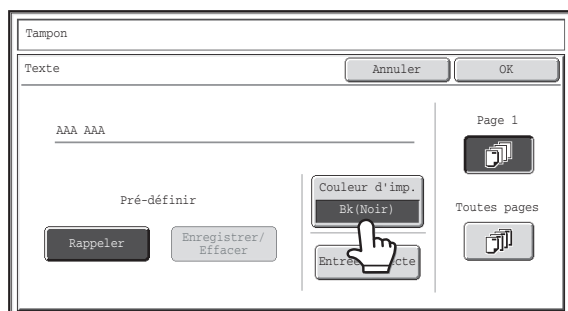 Tampon
Texte
Annuler
OK
AAA AAA
Page 1
Pré-définir
Couleur d'imp.
Bk(Noir)
Toutes pages
Rappeler
Enregistrer/
Effacer